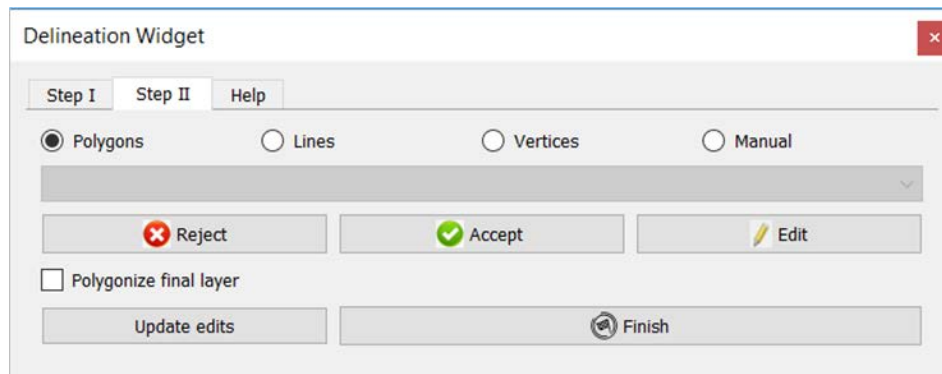 Delineation Widget
Step I Step II Help
Polygons Lines Vertices Manual
Reject Accept Edit
Polygonize final layer
Update edits Finish